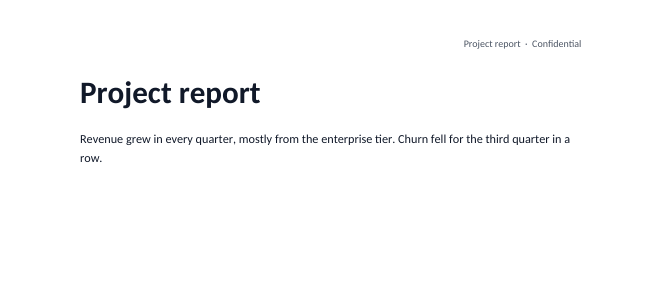 Project report · Confidential
Project report
Revenue grew in every quarter, mostly from the enterprise tier. Churn fell for the third quarter in a
row.